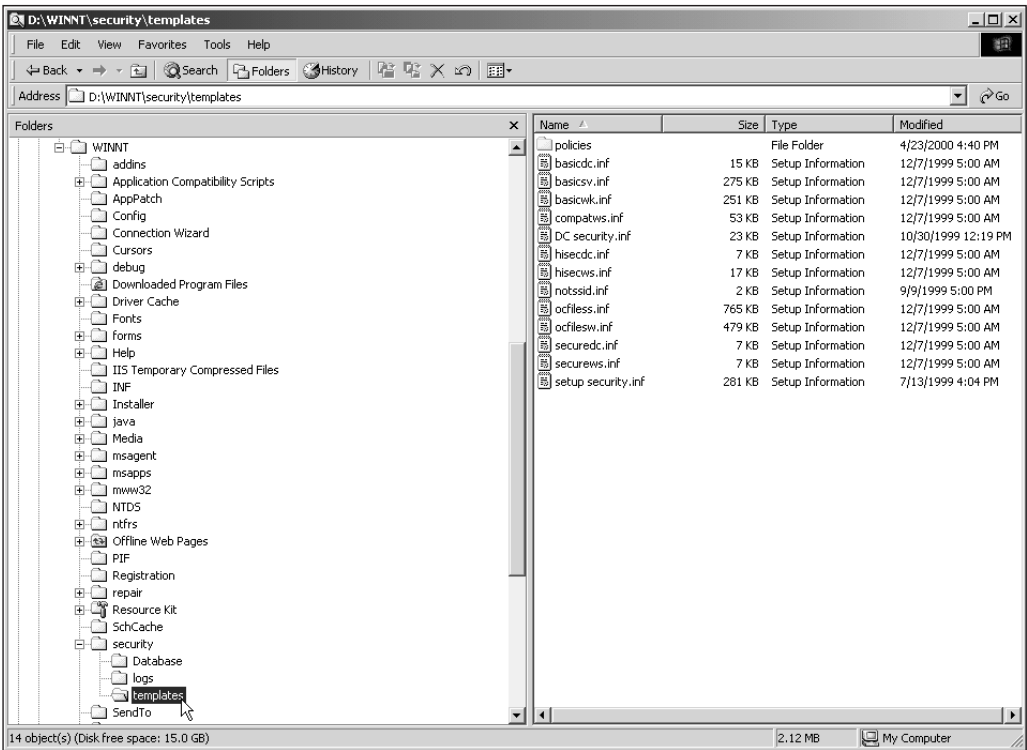 D:\WINNT\security\templates
File Edit View Favorites Tools Help
Back Search Folders History
Address D:\WINNT\security\templates Go
Folders
WINNT
addins
Application Compatibility Scripts
AppPatch
Config
Connection Wizard
Cursors
debug
Downloaded Program Files
Driver Cache
Fonts
forms
Help
IIS Temporary Compressed Files
INF
Installer
java
Media
msagent
msapps
mww32
NTDS
ntfrs
Offline Web Pages
PIF
Registration
repair
Resource Kit
SchCache
security
Database
logs
templates
SendTo
Name Size Type Modified
policies File Folder 4/23/2000 4:40 PM
basicdc.inf 15 KB Setup Information 12/7/1999 5:00 AM
basicsv.inf 275 KB Setup Information 12/7/1999 5:00 AM
basicwk.inf 251 KB Setup Information 12/7/1999 5:00 AM
compatws.inf 53 KB Setup Information 12/7/1999 5:00 AM
DC security.inf 23 KB Setup Information 10/30/1999 12:19 PM
hisecdc.inf 7 KB Setup Information 12/7/1999 5:00 AM
hisecws.inf 17 KB Setup Information 12/7/1999 5:00 AM
notssid.inf 2 KB Setup Information 9/9/1999 5:00 PM
ocfiless.inf 765 KB Setup Information 12/7/1999 5:00 AM
ocfilesw.inf 479 KB Setup Information 12/7/1999 5:00 AM
securedc.inf 7 KB Setup Information 12/7/1999 5:00 AM
securews.inf 7 KB Setup Information 12/7/1999 5:00 AM
setup security.inf 281 KB Setup Information 7/13/1999 4:04 PM
14 object(s) (Disk free space: 15.0 GB) 2.12 MB My Computer